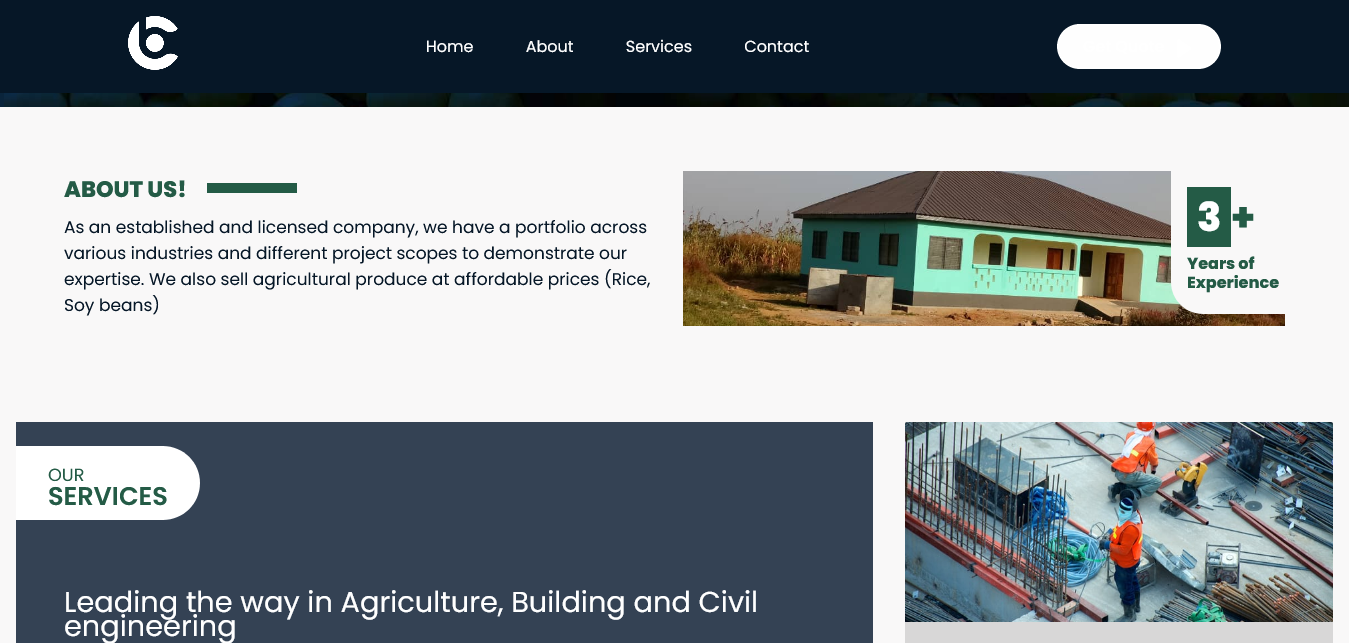 Home About Services Contact
ABOUT US!
As an established and licensed company, we have a portfolio across
various industries and different project scopes to demonstrate our
expertise. We also sell agricultural produce at affordable prices (Rice,
Soy beans)
3+
Years of
Experience
OUR
SERVICES
Leading the way in Agriculture, Building and Civil
engineering